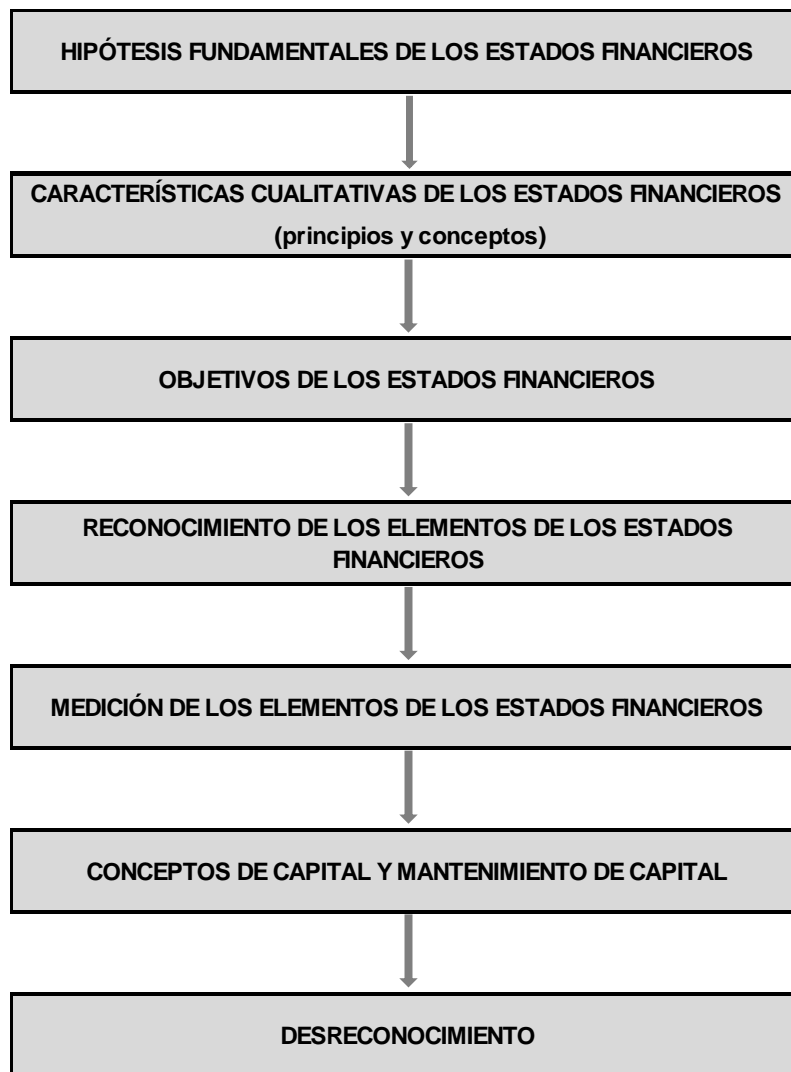 HIPÓTESIS FUNDAMENTALES DE LOS ESTADOS FINANCIEROS
CARACTERÍSTICAS CUALITATIVAS DE LOS ESTADOS FINANCIEROS
(principios y conceptos)
OBJETIVOS DE LOS ESTADOS FINANCIEROS
RECONOCIMIENTO DE LOS ELEMENTOS DE LOS ESTADOS
FINANCIEROS
MEDICIÓN DE LOS ELEMENTOS DE LOS ESTADOS FINANCIEROS
CONCEPTOS DE CAPITAL Y MANTENIMIENTO DE CAPITAL
DESRECONOCIMIENTO